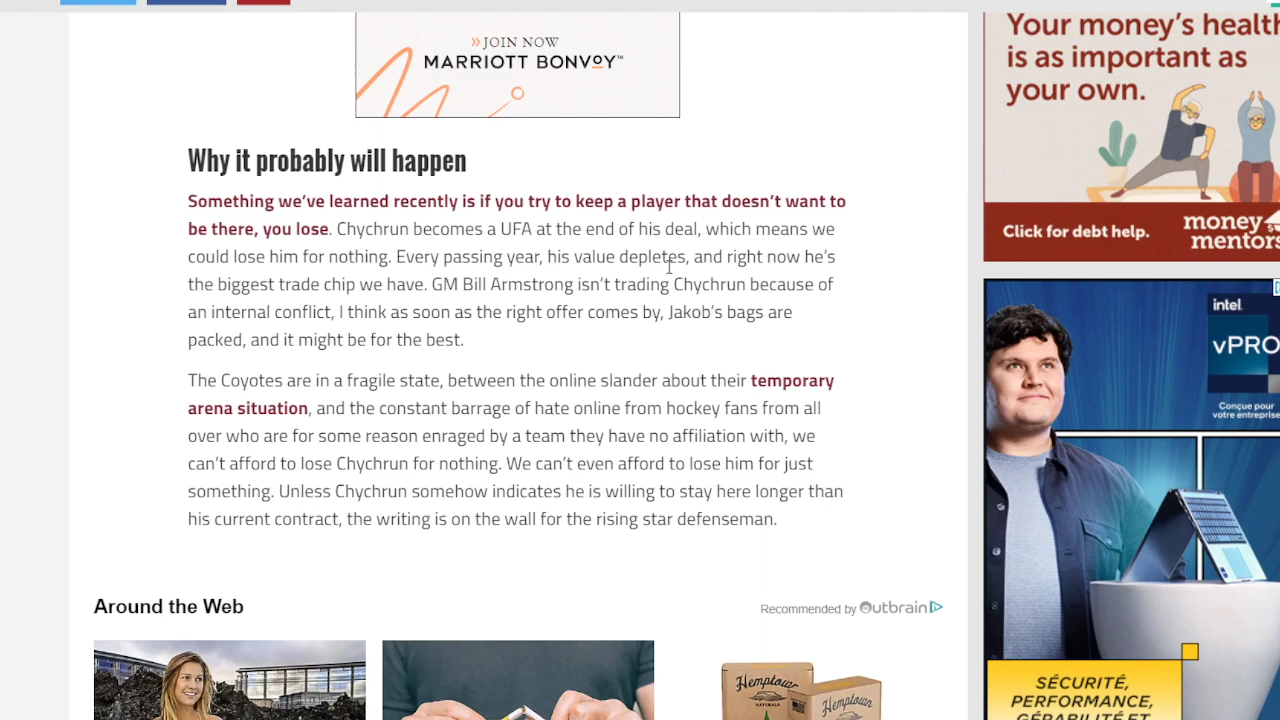 »JOIN NOW
MARRIOTT BONVOY™
Why it probably will happen
Something we've learned recently is if you try to keep a player that doesn't want to
be there, you lose. Chychrun becomes a UFA at the end of his deal, which means we
could lose him for nothing. Every passing year, his value depletes, and right now he's
the biggest trade chip we have. GM Bill Armstrong isn't trading Chychrun because of
an internal conflict, I think as soon as the right offer comes by, Jakob's bags are
packed, and it might be for the best.
The Coyotes are in a fragile state, between the online slander about their temporary
arena situation, and the constant barrage of hate online from hockey fans from all
over who are for some reason enraged by a team they have no affiliation with, we
can't afford to lose Chychrun for nothing. We can't even afford to lose him for just
something. Unless Chychrun somehow indicates he is willing to stay here longer than
his current contract, the writing is on the wall for the rising star defenseman.
Around the Web
Recommended by Outbrain
Hemptown
NATURALS
Hemptown
Your money's health
is as important as
your own.
Click for debt help.
money
mentors
intel.
vPRO
Conçue pour
votre entreprise
SÉCURITÉ,
PERFORMANCE,
GÉRABILITÉ ET